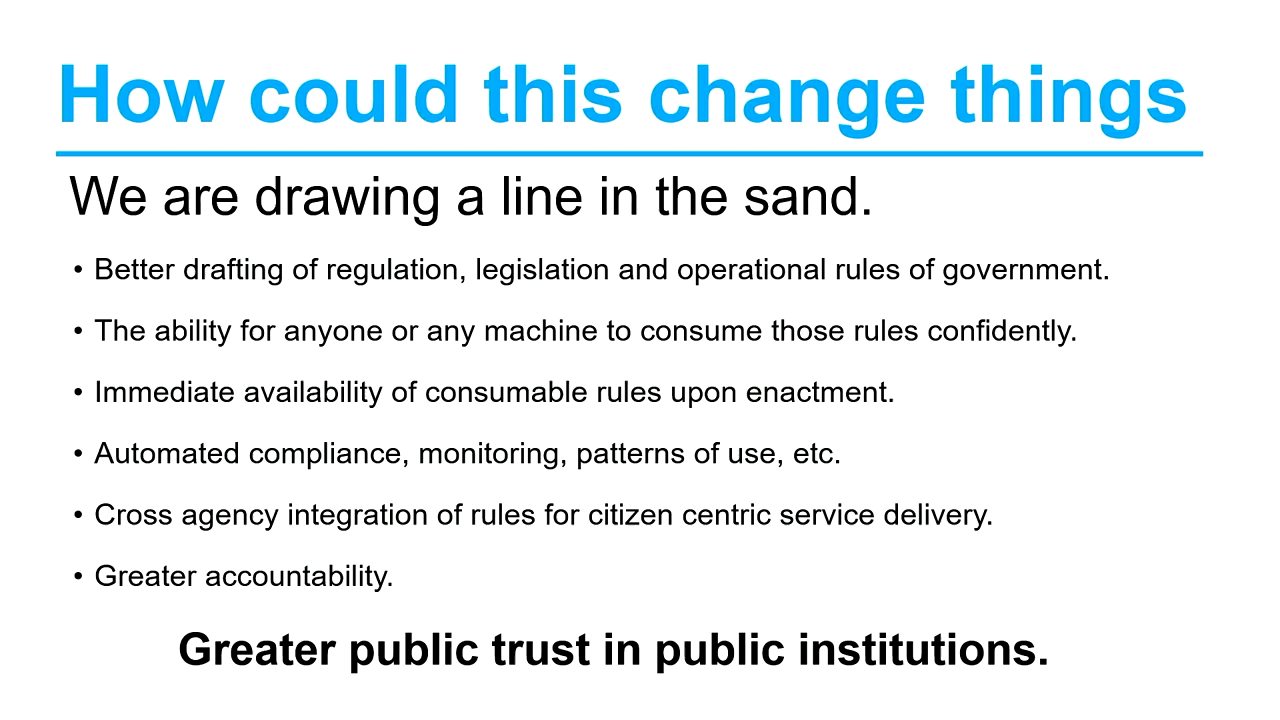 How could this change things
We are drawing a line in the sand.
• Better drafting of regulation, legislation and operational rules of government.
• The ability for anyone or any machine to consume those rules confidently.
• Immediate availability of consumable rules upon enactment.
• Automated compliance, monitoring, patterns of use, etc.
• Cross agency integration of rules for citizen centric service delivery.
• Greater accountability.
Greater public trust in public institutions.